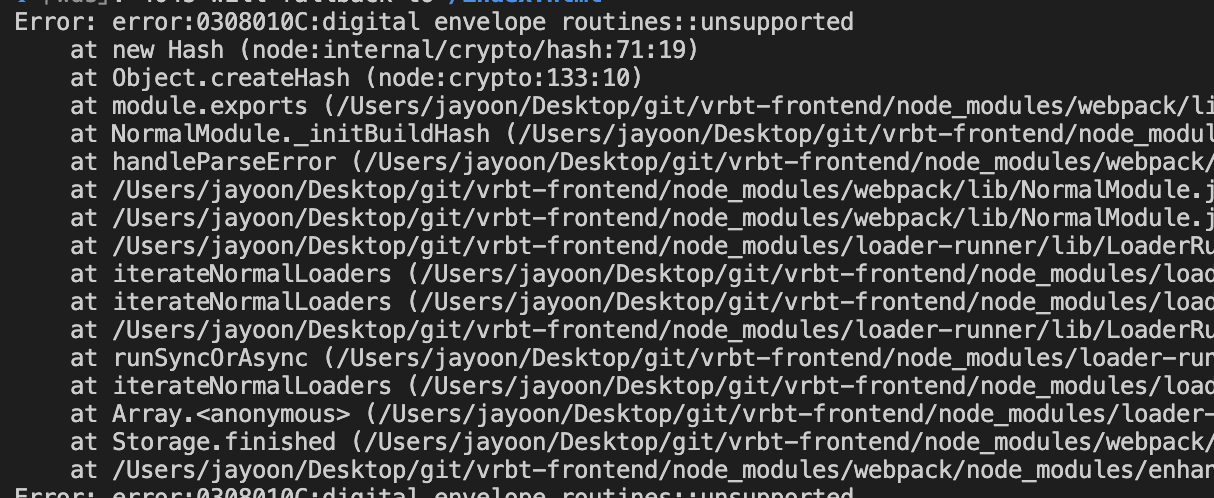 404s will fallback to /index.html
Error: error:0308010C:digital envelope routines::unsupported
at new Hash (node:internal/crypto/hash:71:19)
at Object.createHash (node:crypto:133:10)
at module.exports (/Users/jayoon/Desktop/git/vrbt-frontend/node_modules/webpack/li
at NormalModule._initBuildHash (/Users/jayoon/Desktop/git/vrbt-frontend/node_modul
at handleParseError (/Users/jayoon/Desktop/git/vrbt-frontend/node_modules/webpack/
at /Users/jayoon/Desktop/git/vrbt-frontend/node_modules/webpack/lib/NormalModule.j
at /Users/jayoon/Desktop/git/vrbt-frontend/node_modules/webpack/lib/NormalModule.j
at /Users/jayoon/Desktop/git/vrbt-frontend/node_modules/loader-runner/lib/LoaderRu
at iterateNormalLoaders (/Users/jayoon/Desktop/git/vrbt-frontend/node_modules/load
at iterateNormalLoaders (/Users/jayoon/Desktop/git/vrbt-frontend/node_modules/load
at /Users/jayoon/Desktop/git/vrbt-frontend/node_modules/loader-runner/lib/LoaderRu
at runSyncOrAsync (/Users/jayoon/Desktop/git/vrbt-frontend/node_modules/loader-run
at iterateNormalLoaders (/Users/jayoon/Desktop/git/vrbt-frontend/node_modules/load
at Array.<anonymous> (/Users/jayoon/Desktop/git/vrbt-frontend/node_modules/loader-
at Storage.finished (/Users/jayoon/Desktop/git/vrbt-frontend/node_modules/webpack/
at /Users/jayoon/Desktop/git/vrbt-frontend/node_modules/webpack/node_modules/enhan
Error: error:0308010C:digital envelope routines::unsupported